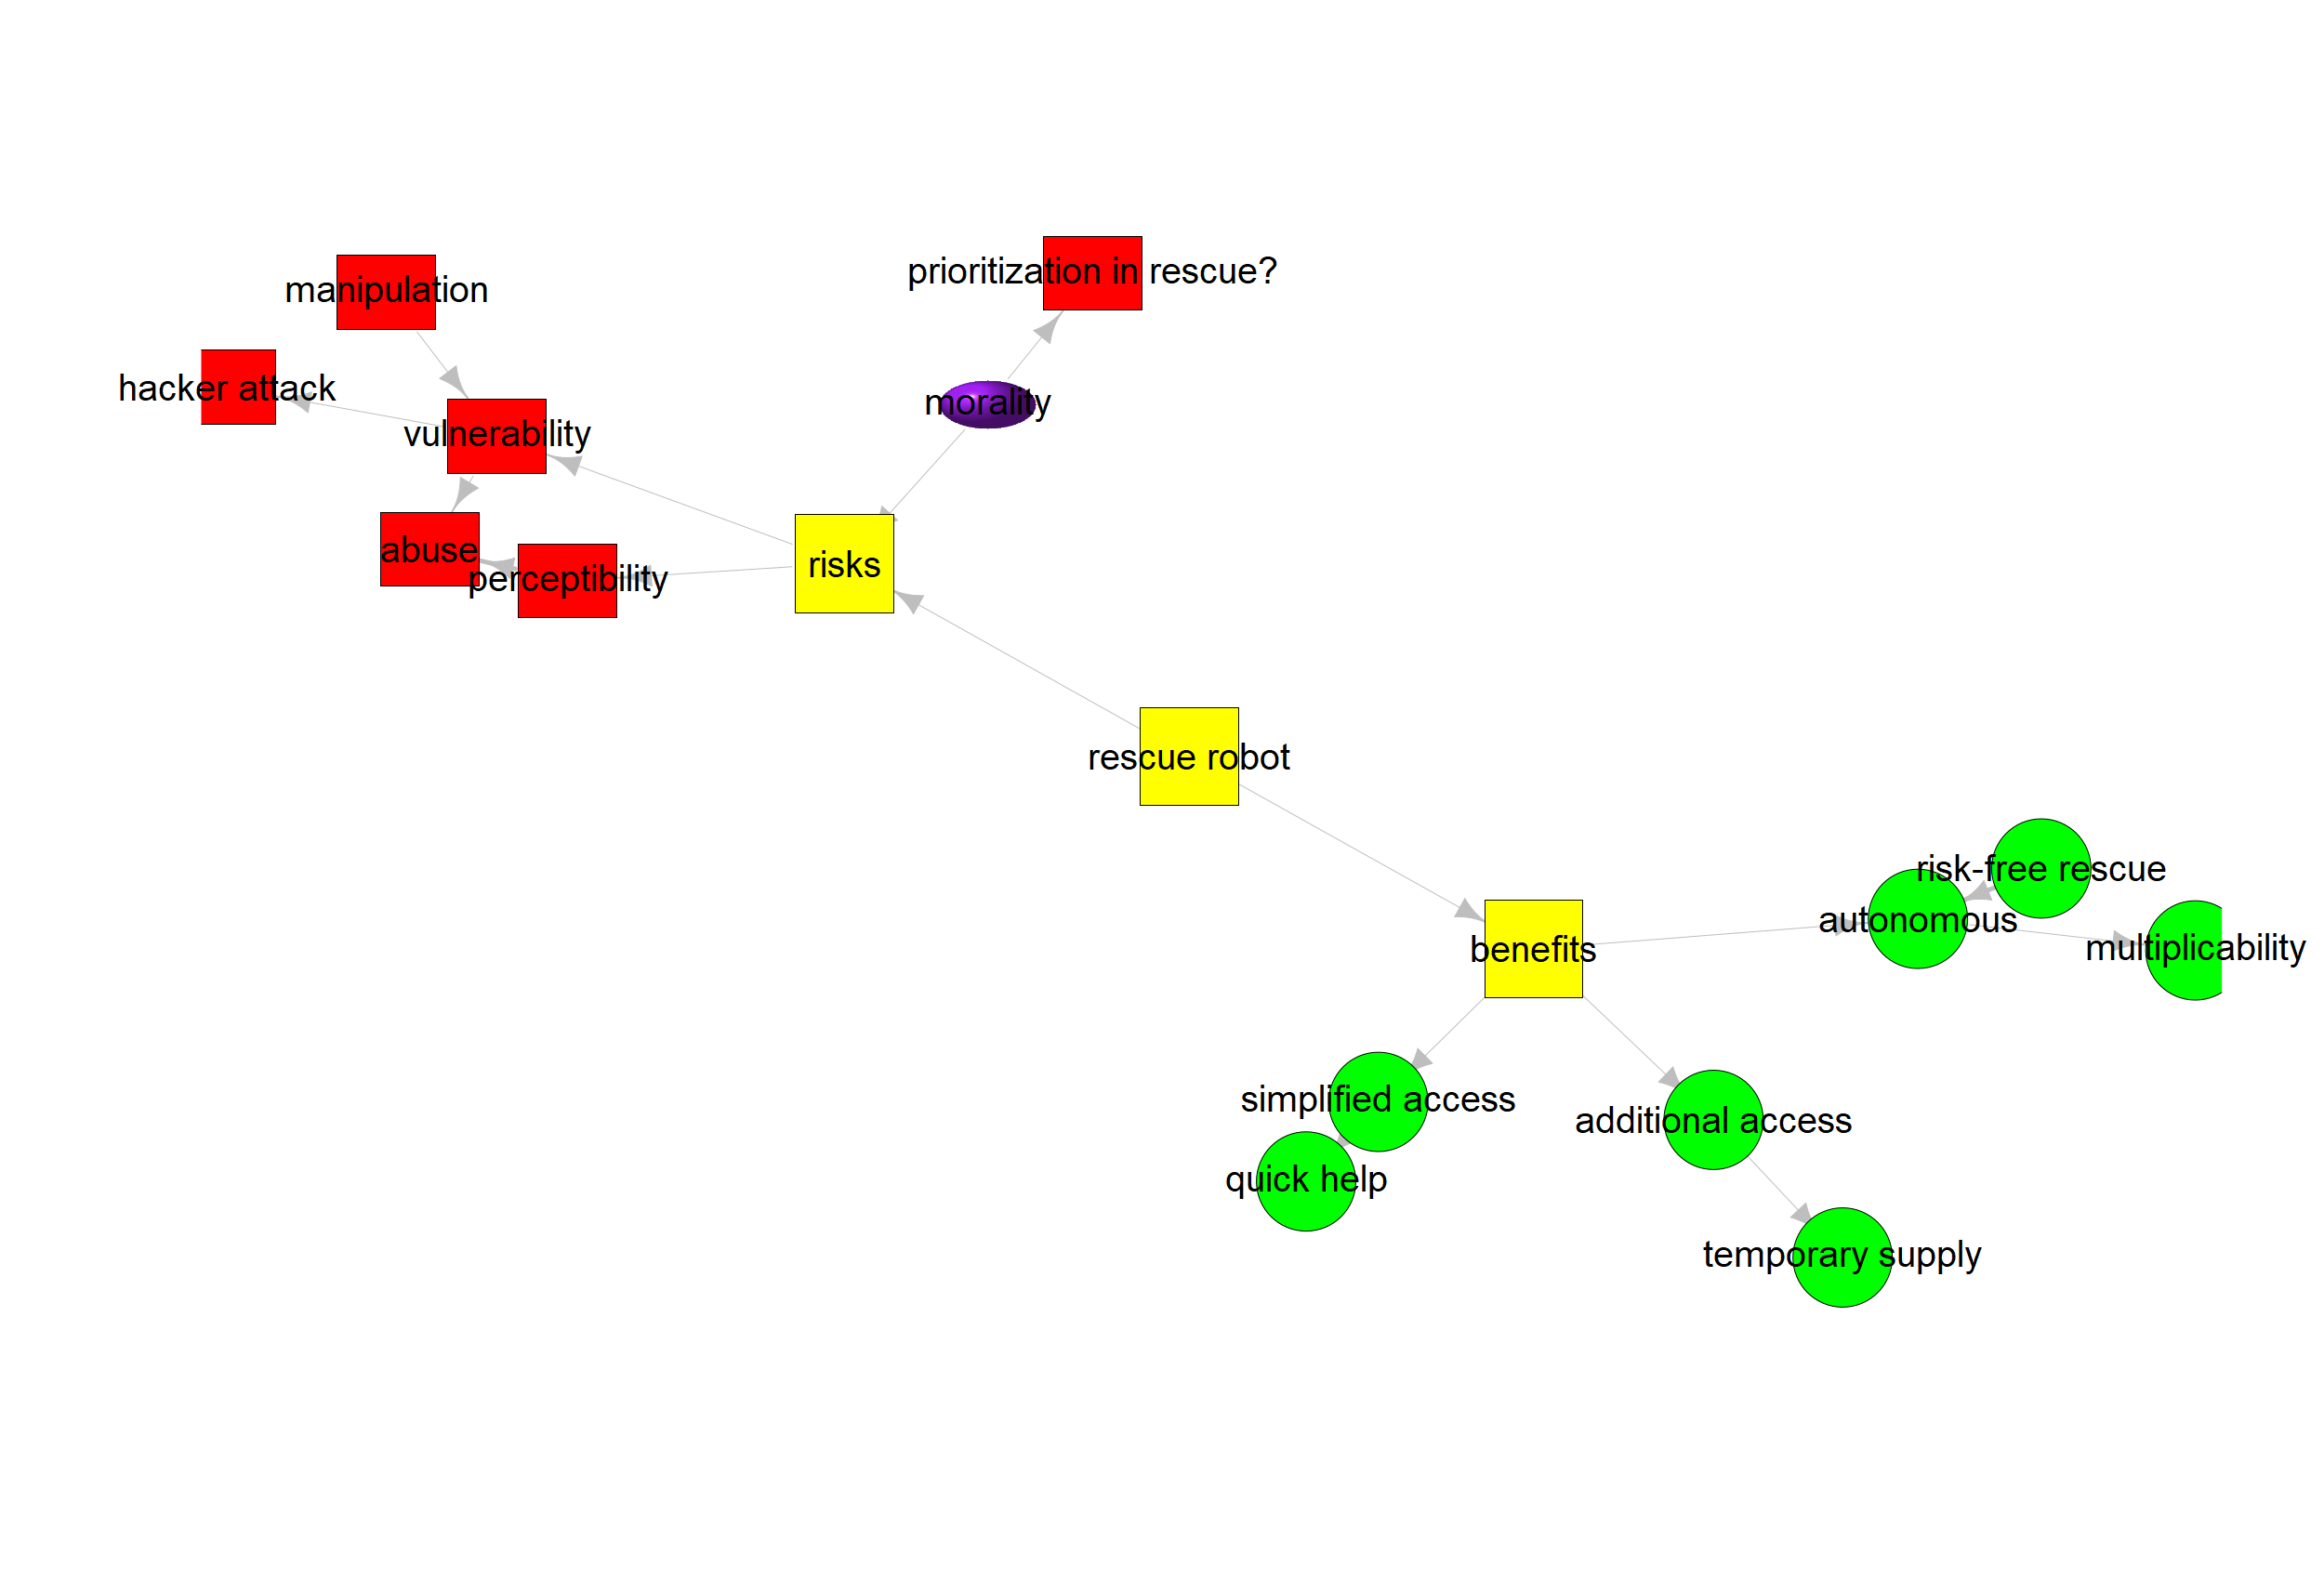 prioritization in rescue?
manipulation
hacker attack
morality
vulnerability
abuse
perceptibility
risks
rescue robot
risk-free rescue
autonomous
multiplicability
benefits
simplified access
additional access
quick help
temporary supply